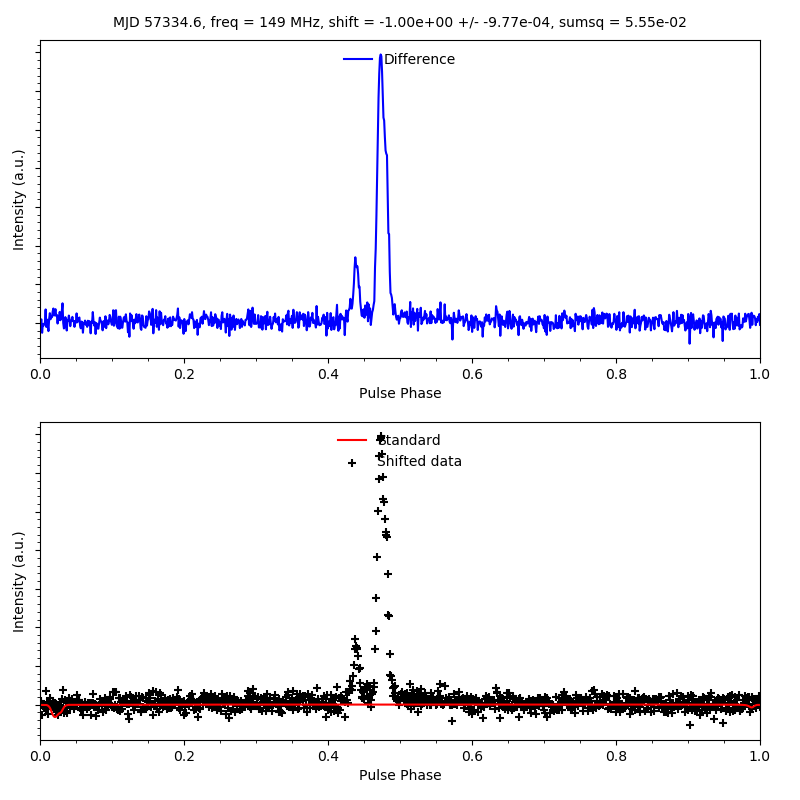 MJD 57334.6, freq = 149 MHz, shift = -1.00e+00 +/- -9.77e-04, sumsq = 5.55e-02
Difference
Intensity (a.u.)
0.0 0.2 0.4 0.6 0.8 1.0
Pulse Phase
Standard
Shifted data
Intensity (a.u.)
0.0 0.2 0.4 0.6 0.8 1.0
Pulse Phase